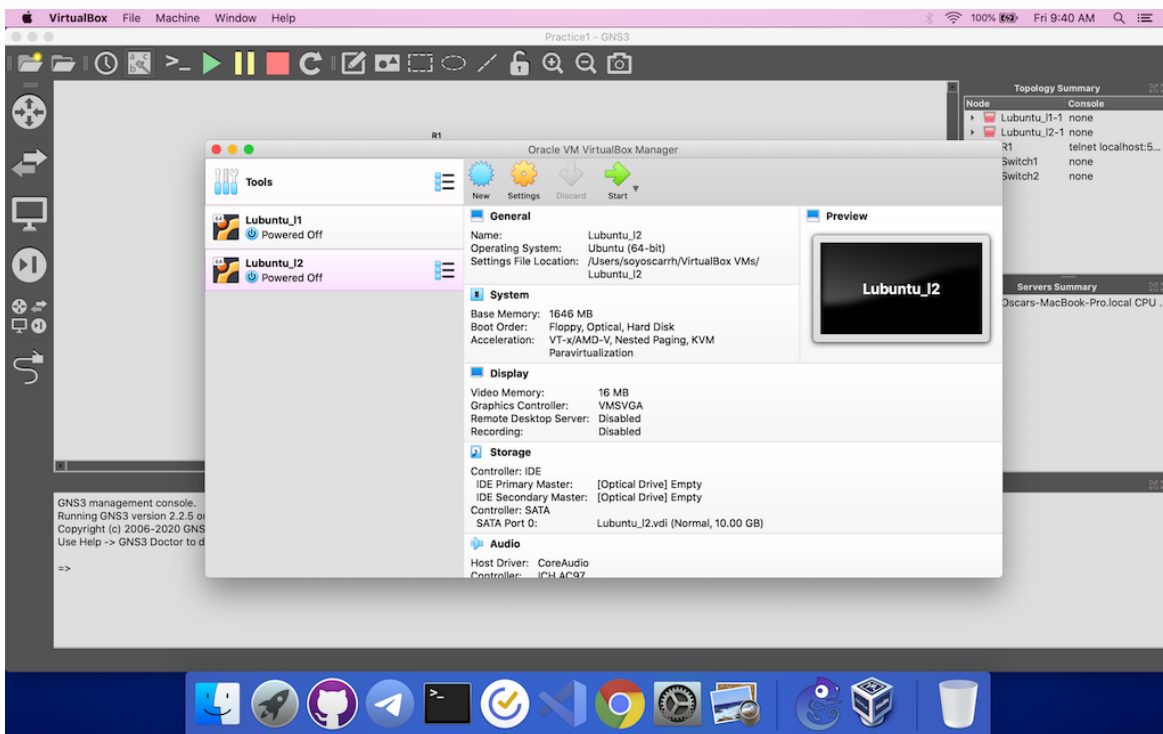 VirtualBox File Machine Window Help 100% Fri 9:40 AM
Practice1 - GNS3
Topology Summary
Node Console
Lubuntu_l1-1 none
Lubuntu_l2-1 none
R1 telnet localhost:5...
Switch1 none
Switch2 none
R1
Oracle VM VirtualBox Manager
Tools
New Settings Discard Start
Lubuntu_l1
Powered Off
Lubuntu_l2
Powered Off
General
Name: Lubuntu_l2
Operating System: Ubuntu (64-bit)
Settings File Location: /Users/soyoscarrh/VirtualBox VMs/
Lubuntu_l2
System
Base Memory: 1646 MB
Boot Order: Floppy, Optical, Hard Disk
Acceleration: VT-x/AMD-V, Nested Paging, KVM
Paravirtualization
Display
Video Memory: 16 MB
Graphics Controller: VMSVGA
Remote Desktop Server: Disabled
Recording: Disabled
Storage
Controller: IDE
IDE Primary Master: [Optical Drive] Empty
IDE Secondary Master: [Optical Drive] Empty
Controller: SATA
SATA Port 0: Lubuntu_l2.vdi (Normal, 10.00 GB)
Audio
Host Driver: CoreAudio
Controller: ICH AC97
Preview
Lubuntu_l2
Servers Summary
Oscars-MacBook-Pro.local CPU
GNS3 management console.
Running GNS3 version 2.2.5 on
Copyright (c) 2006-2020 GNS
Use Help -> GNS3 Doctor to d
=>